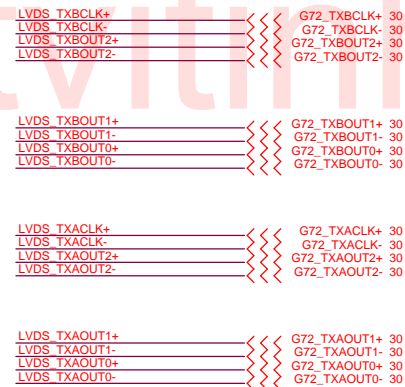 LVDS_TXBCLK+ G72_TXBCLK+ 30
LVDS_TXBCLK- G72_TXBCLK- 30
LVDS_TXBOUT2+ G72_TXBOUT2+ 30
LVDS_TXBOUT2- G72_TXBOUT2- 30
LVDS_TXBOUT1+ G72_TXBOUT1+ 30
LVDS_TXBOUT1- G72_TXBOUT1- 30
LVDS_TXBOUT0+ G72_TXBOUT0+ 30
LVDS_TXBOUT0- G72_TXBOUT0- 30
LVDS_TXACLK+ G72_TXACLK+ 30
LVDS_TXACLK- G72_TXACLK- 30
LVDS_TXAOUT2+ G72_TXAOUT2+ 30
LVDS_TXAOUT2- G72_TXAOUT2- 30
LVDS_TXAOUT1+ G72_TXAOUT1+ 30
LVDS_TXAOUT1- G72_TXAOUT1- 30
LVDS_TXAOUT0+ G72_TXAOUT0+ 30
LVDS_TXAOUT0- G72_TXAOUT0- 30